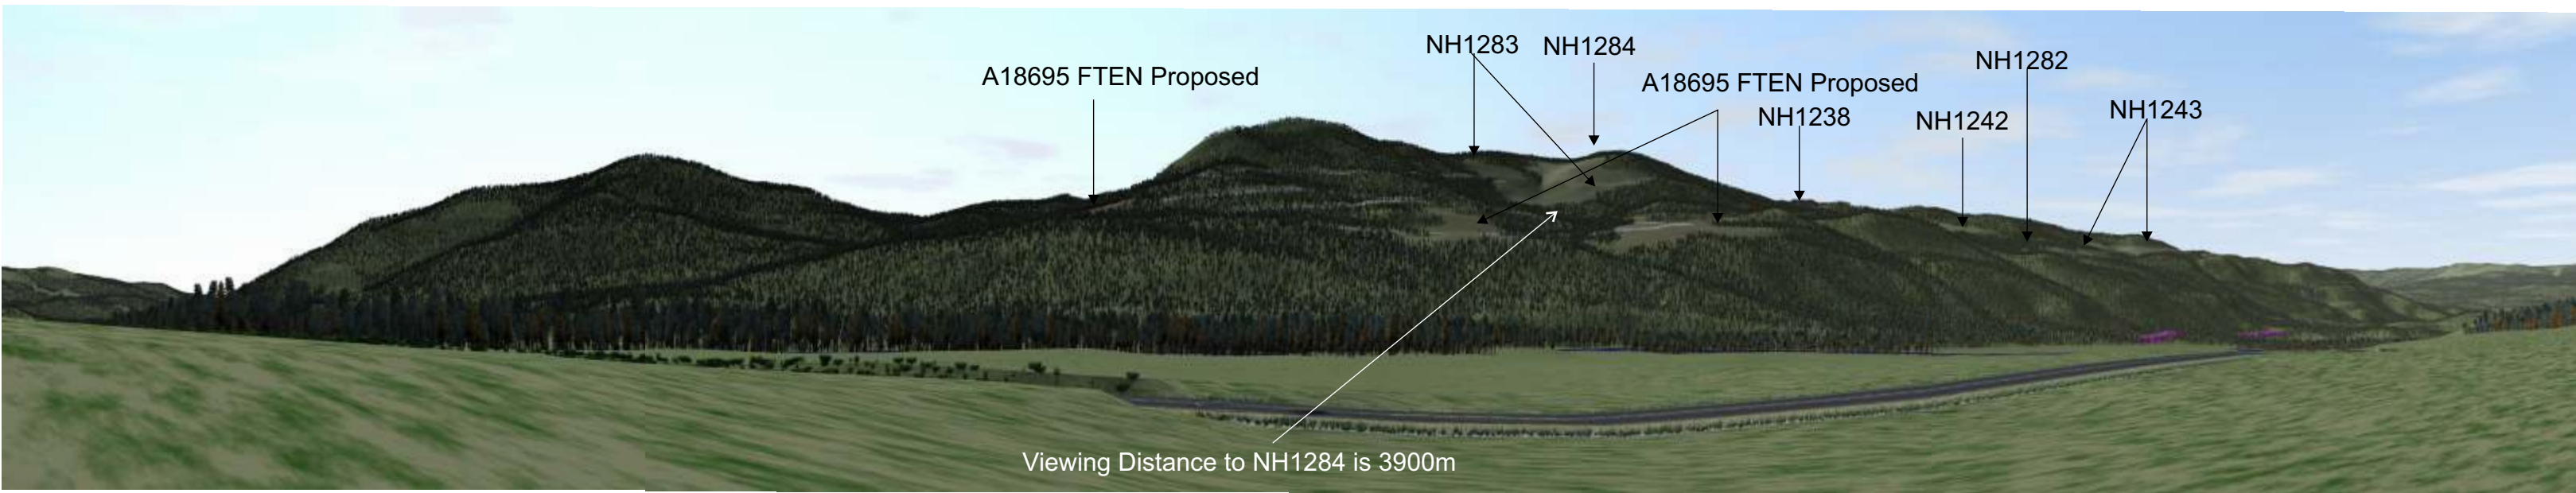 NH1283
NH1284
NH1282
A18695 FTEN Proposed
A18695 FTEN Proposed
NH1238
NH1242
NH1243
Viewing Distance to NH1284 is 3900m